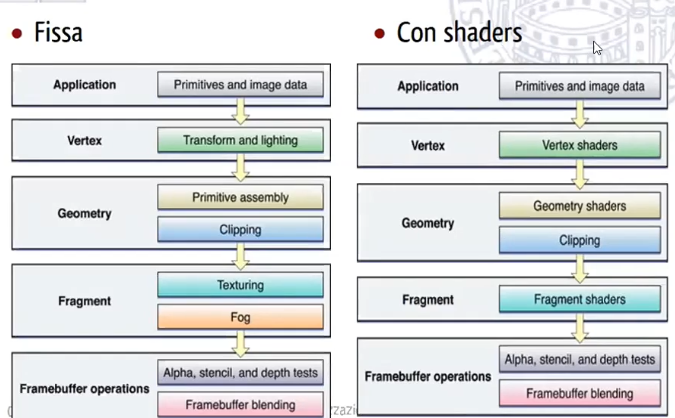 Fissa
Application
Primitives and image data
Vertex
Transform and lighting
Geometry
Primitive assembly
Clipping
Fragment
Texturing
Fog
Framebuffer operations
Alpha, stencil, and depth tests
Framebuffer blending
Con shaders
Application
Primitives and image data
Vertex
Vertex shaders
Geometry
Geometry shaders
Clipping
Fragment
Fragment shaders
Framebuffer operations
Alpha, stencil, and depth tests
Framebuffer blending